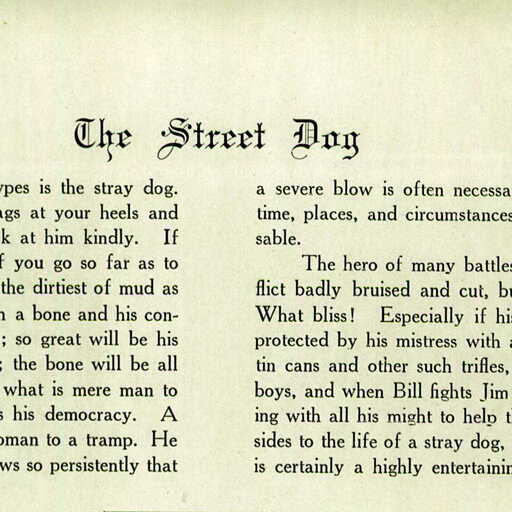 The Street Dog
ypes is the stray dog.
ags at your heels and
k at him kindly. If
f you go so far as to
the dirtiest of mud as
n a bone and his con-
; so great will be his
; the bone will be all
what is mere man to
s his democracy. A
oman to a tramp. He
ws so persistently that
a severe blow is often necessa
time, places, and circumstances
sable.
The hero of many battles
flict badly bruised and cut, bu
What bliss! Especially if his
protected by his mistress with a
tin cans and other such trifles,
boys, and when Bill fights Jim
ing with all his might to help th
sides to the life of a stray dog,
is certainly a highly entertainin